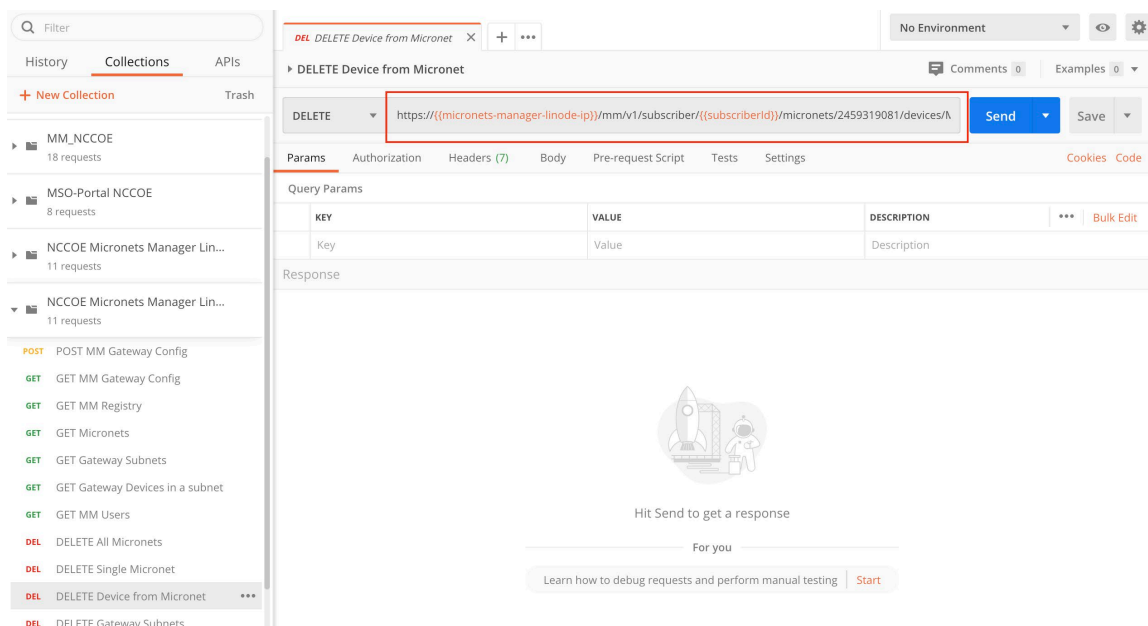 Filter
History Collections APIs
+ New Collection Trash
MM_NCCOE
18 requests
MSO-Portal NCCOE
8 requests
NCCOE Micronets Manager Lin...
11 requests
NCCOE Micronets Manager Lin...
11 requests
POST POST MM Gateway Config
GET GET MM Gateway Config
GET GET MM Registry
GET GET Micronets
GET GET Gateway Subnets
GET GET Gateway Devices in a subnet
GET GET MM Users
DEL DELETE All Micronets
DEL DELETE Single Micronet
DEL DELETE Device from Micronet
DEL DELETE Gateway Subnets
DEL DELETE Device from Micronet
No Environment
DELETE Device from Micronet
Comments 0 Examples 0
DELETE https://{{micronets-manager-linode-ip}}/mm/v1/subscriber/{{subscriberId}}/micronets/2459319081/devices/ Send Save
Params Authorization Headers (7) Body Pre-request Script Tests Settings Cookies Code
Query Params
KEY VALUE DESCRIPTION ••• Bulk Edit
Key Value Description
Response
Hit Send to get a response
For you
Learn how to debug requests and perform manual testing Start